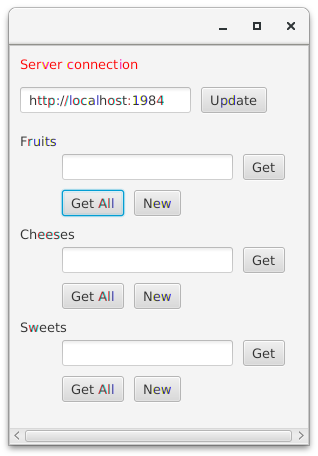 Server connection
http://localhost:1984 Update
Fruits
Get
Get All New
Cheeses
Get
Get All New
Sweets
Get
Get All New